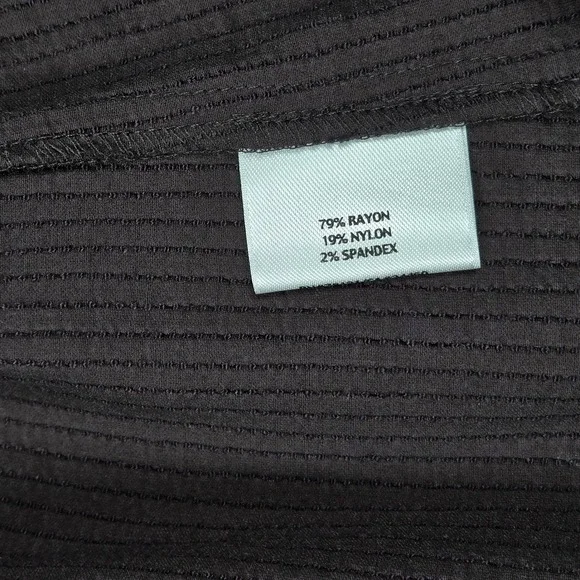 79% RAYON
19% NYLON
2% SPANDEX